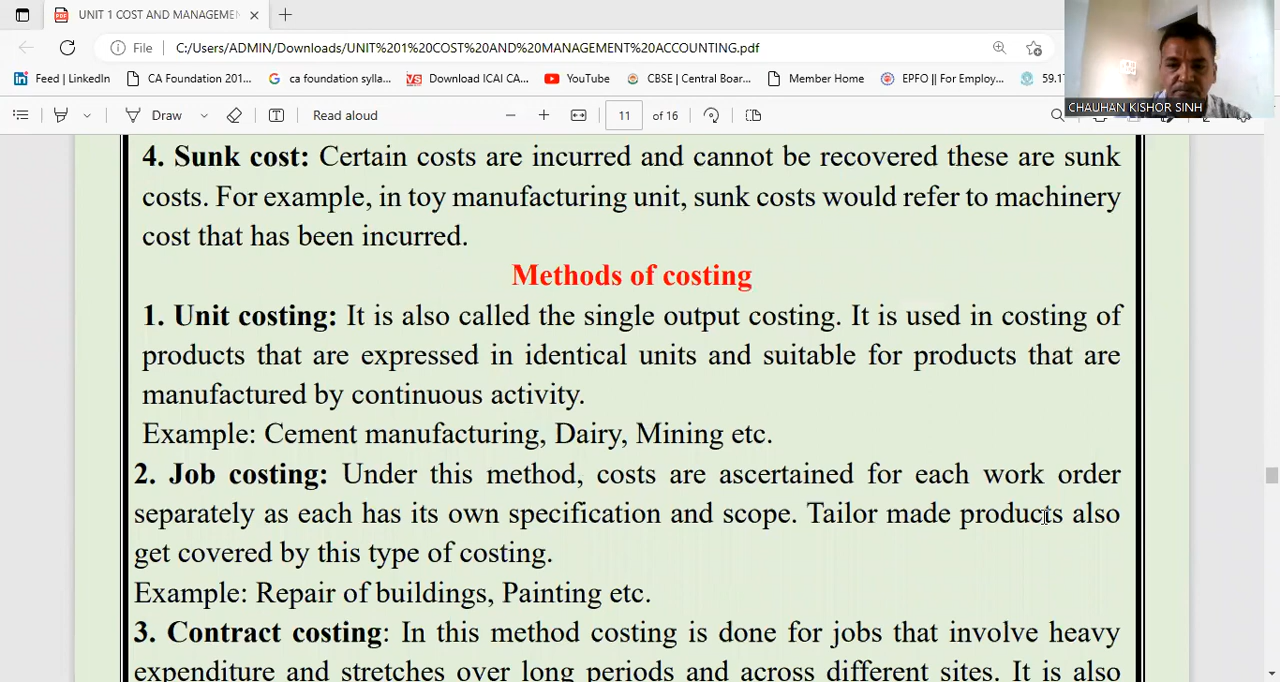 UNIT 1 COST AND MANAGEMEN
File C:/Users/ADMIN/Downloads/UNIT%201%20COST%20AND%20MANAGEMENT%20ACCOUNTING.pdf
Feed | LinkedIn CA Foundation 201... ca foundation sylla... Download ICAI CA... YouTube CBSE | Central Boar... Member Home EPFO || For Employ... 59.1
CHAUHAN KISHOR SINH
Draw Read aloud 11 of 16
4. Sunk cost: Certain costs are incurred and cannot be recovered these are sunk
costs. For example, in toy manufacturing unit, sunk costs would refer to machinery
cost that has been incurred.
Methods of costing
1. Unit costing: It is also called the single output costing. It is used in costing of
products that are expressed in identical units and suitable for products that are
manufactured by continuous activity.
Example: Cement manufacturing, Dairy, Mining etc.
2. Job costing: Under this method, costs are ascertained for each work order
separately as each has its own specification and scope. Tailor made products also
get covered by this type of costing.
Example: Repair of buildings, Painting etc.
3. Contract costing: In this method costing is done for jobs that involve heavy
expenditure and stretches over long periods and across different sites. It is also